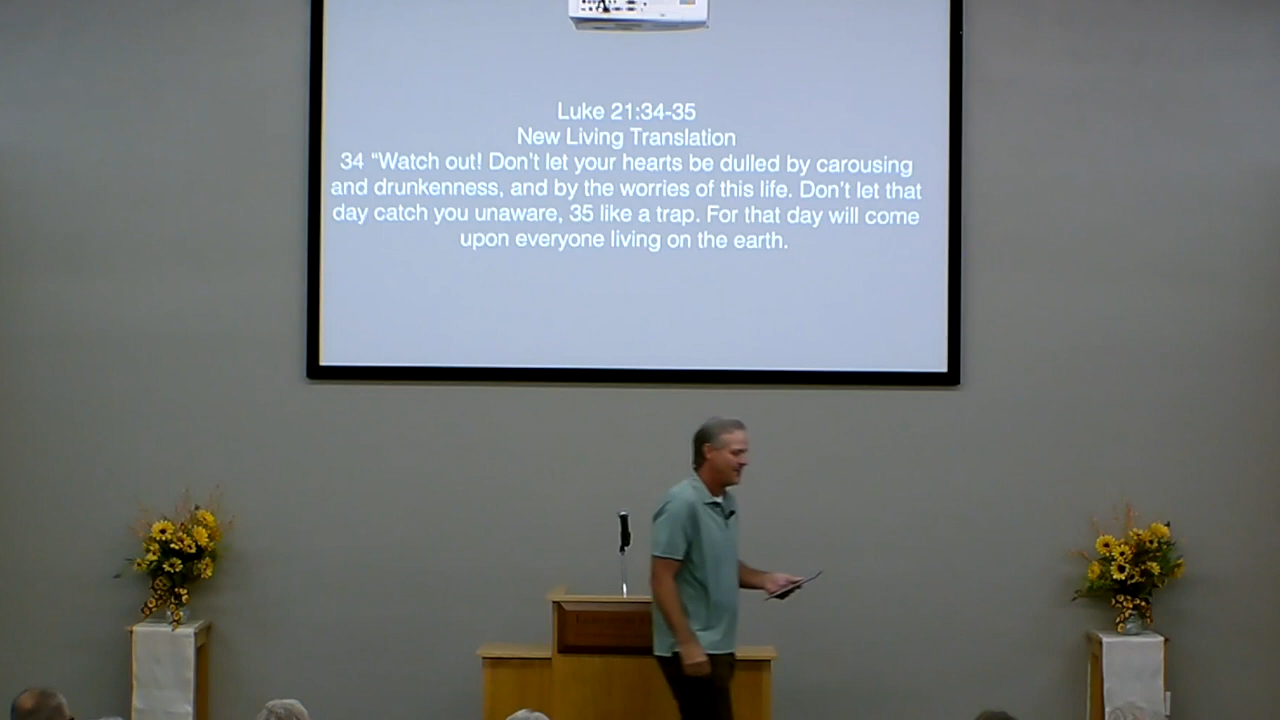 Luke 21:34-35
New Living Translation
34 “Watch out! Don’t let your hearts be dulled by carousing
and drunkenness, and by the worries of this life. Don’t let that
day catch you unaware, 35 like a trap. For that day will come
upon everyone living on the earth.